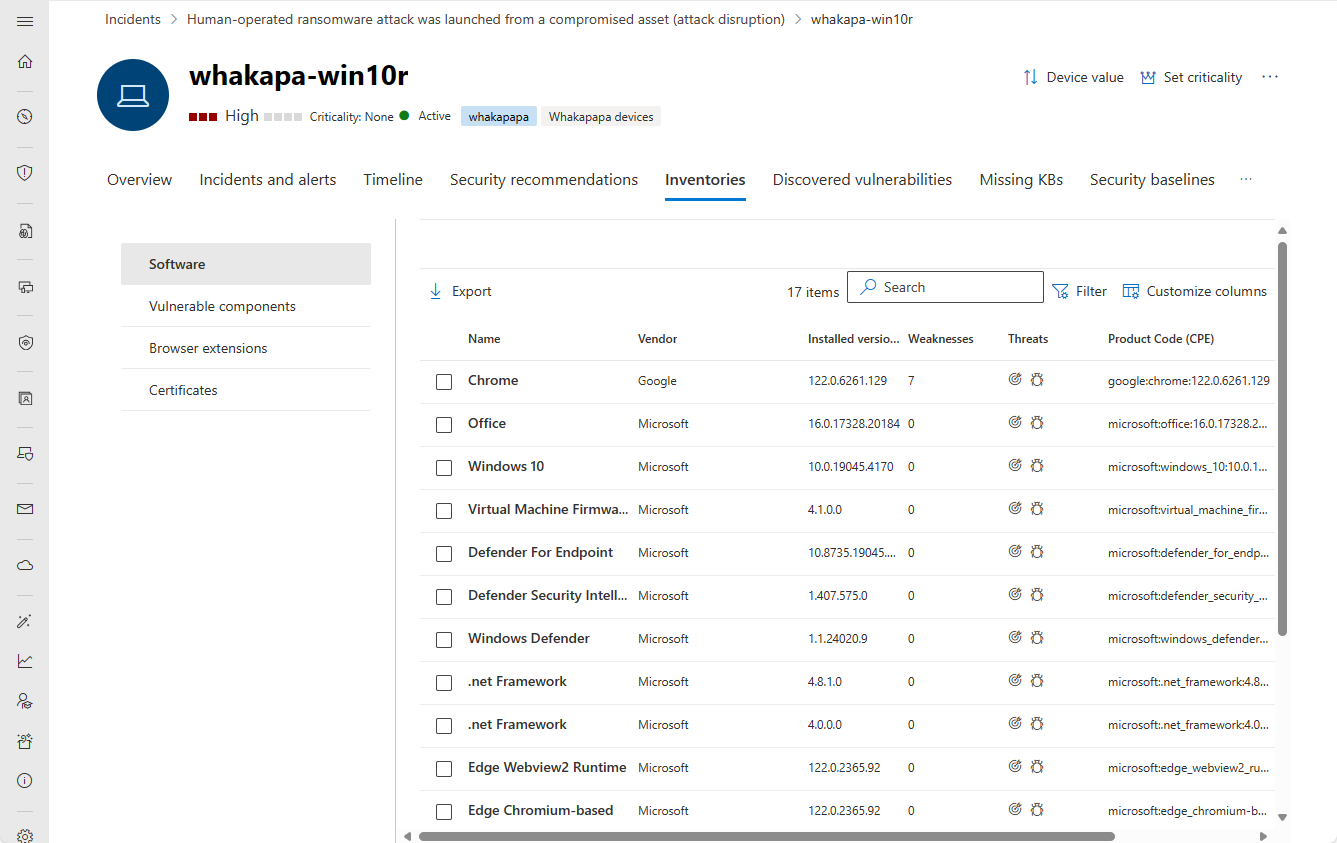 Incidents > Human-operated ransomware attack was launched from a compromised asset (attack disruption) > whakapa-win10r
whakapa-win10r
Device value Set criticality ...
High Criticality: None Active whakapapa Whakapapa devices
Overview Incidents and alerts Timeline Security recommendations Inventories Discovered vulnerabilities Missing KBs Security baselines ...
Software
Vulnerable components
Browser extensions
Certificates
Export 17 items Search Filter Customize columns
Name Vendor Installed versio... Weaknesses Threats Product Code (CPE)
Chrome Google 122.0.6261.129 7 google:chrome:122.0.6261.129
Office Microsoft 16.0.17328.20184 0 microsoft:office:16.0.17328.2...
Windows 10 Microsoft 10.0.19045.4170 0 microsoft:windows_10:10.0.1...
Virtual Machine Firmwa... Microsoft 4.1.0.0 0 microsoft:virtual_machine_fir...
Defender For Endpoint Microsoft 10.8735.19045.... 0 microsoft:defender_for_endp...
Defender Security Intell... Microsoft 1.407.575.0 0 microsoft:defender_security_...
Windows Defender Microsoft 1.1.24020.9 0 microsoft:windows_defender...
.net Framework Microsoft 4.8.1.0 0 microsoft:.net_framework:4.8...
.net Framework Microsoft 4.0.0.0 0 microsoft:.net_framework:4.0...
Edge Webview2 Runtime Microsoft 122.0.2365.92 0 microsoft:edge_webview2_ru...
Edge Chromium-based Microsoft 122.0.2365.92 0 microsoft:edge_chromium-b...